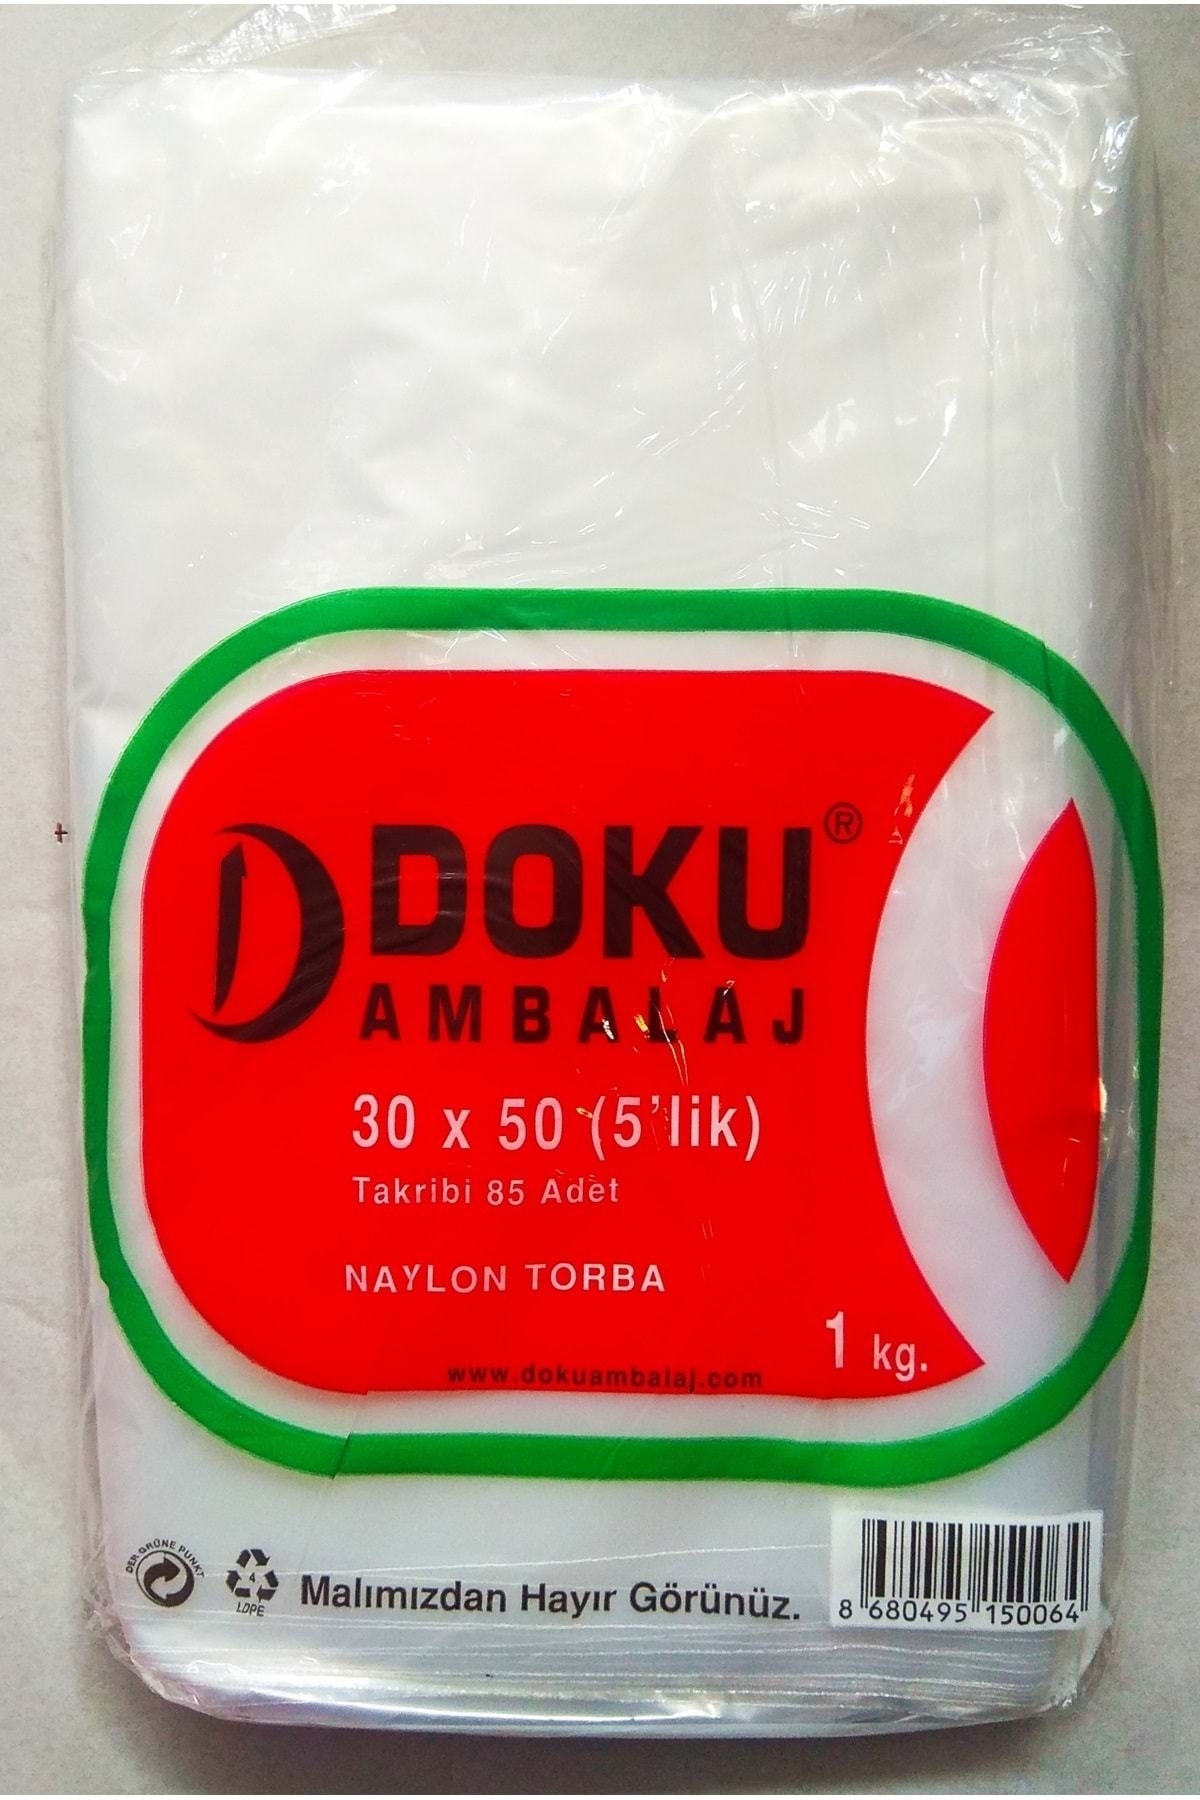 DOKU®
AMBALAJ
30 x 50 (5'lik)
Takribi 85 Adet
NAYLON TORBA
1 kg.
www.dokuambalaj.com
DER GRÜNE PUNKT
4
LDPE
Malımızdan Hayır Görünüz.
8 680495 150064